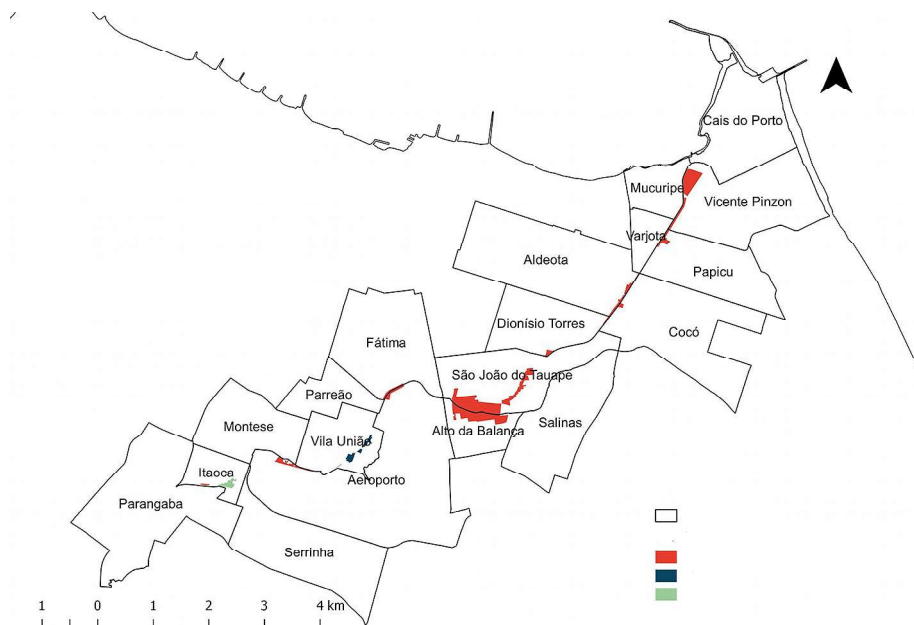 Cais do Porto
Mucuripe
Vicente Pinzon
Varjota
Aldeota
Papicu
Dionísio Torres
Cocó
Fátima
São João do Tauape
Parreão
Salinas
Montese
Vila União
Alto da Balança
Itaoca
Aeroporto
Parangaba
Serrinha
1 0 1 2 3 4 km